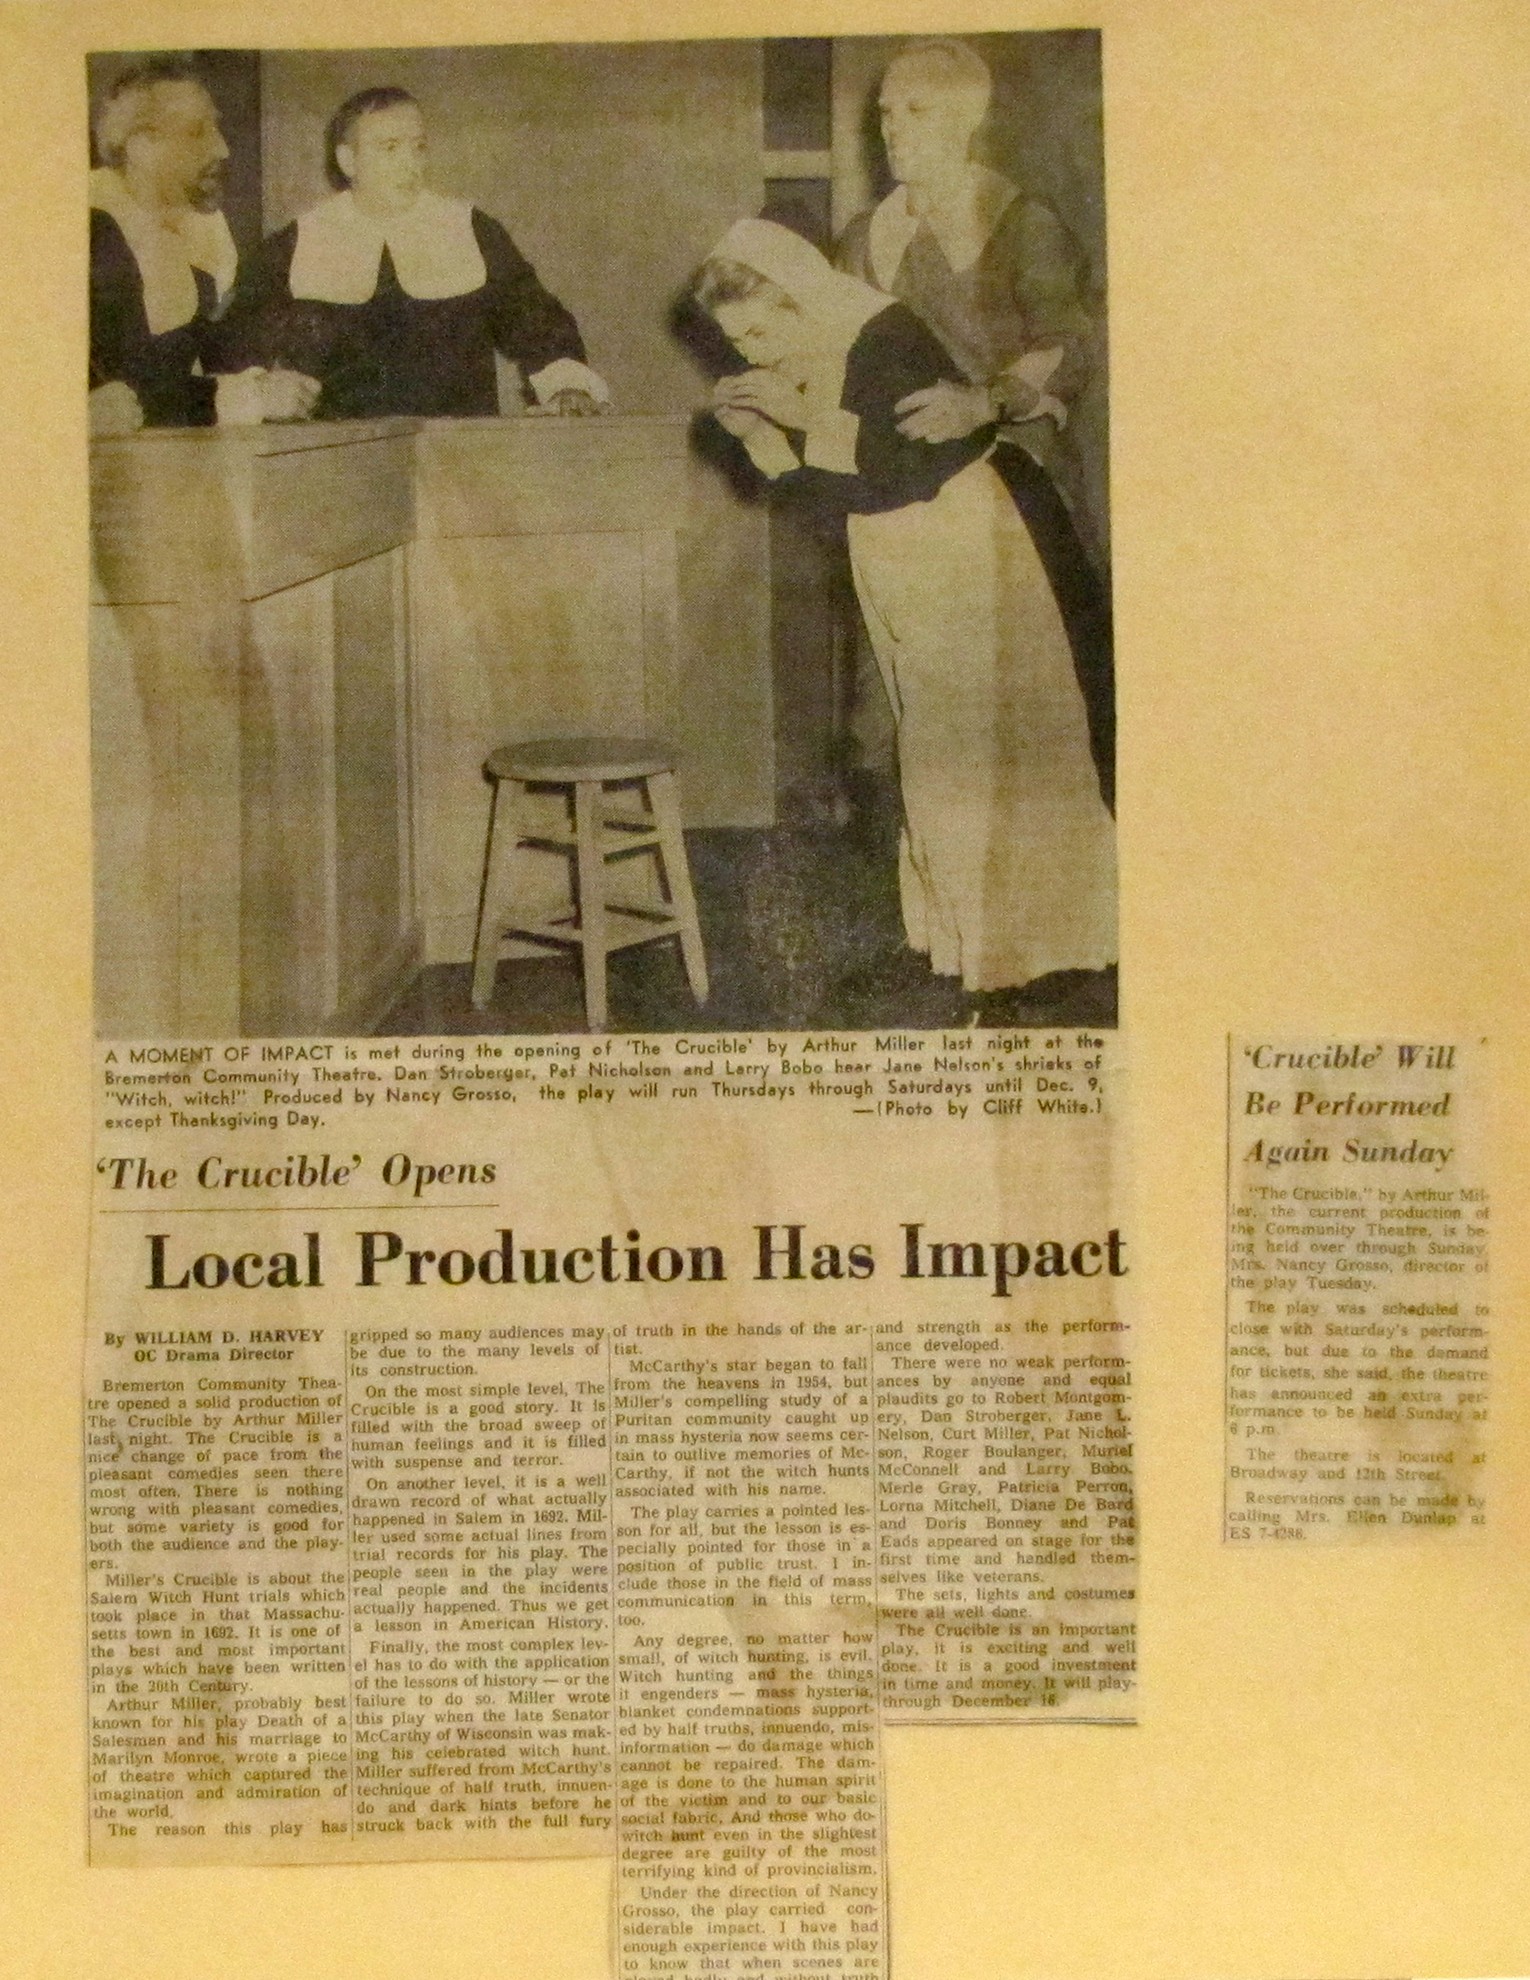 A MOMENT OF IMPACT is met during the opening of 'The Crucible' by Arthur Miller last night at the
Bremerton Community Theatre. Dan Stroberger, Pat Nicholson and Larry Bobo hear Jane Nelson's shrieks of
"Witch, witch!" Produced by Nancy Grosso, the play will run Thursdays through Saturdays until Dec. 9,
except Thanksgiving Day.
—(Photo by Cliff White.)
'The Crucible' Opens
Local Production Has Impact
By WILLIAM D. HARVEY
OC Drama Director
Bremerton Community Thea-
tre opened a solid production of
The Crucible by Arthur Miller
last night. The Crucible is a
nice change of pace from the
pleasant comedies seen there
most often. There is nothing
wrong with pleasant comedies,
but some variety is good for
both the audience and the play-
ers.
Miller's Crucible is about the
Salem Witch Hunt trials which
took place in that Massachu-
setts town in 1692. It is one of
the best and most important
plays which have been written
in the 20th Century.
Arthur Miller, probably best
known for his play Death of a
Salesmen and his marriage to
Marilyn Monroe, wrote a piece
of theatre which captured the
imagination and admiration of
the world.
The reason this play has
gripped so many audiences may
be due to the many levels of
its construction.
On the most simple level, The
Crucible is a good story. It is
filled with the broad sweep of
human feelings and it is filled
with suspense and terror.
On another level, it is a well
drawn record of what actually
happened in Salem in 1692. Mil-
ler used some actual lines from
trial records for his play. The
people seen in the play were
real people and the incidents
actually happened. Thus we get
a lesson in American History.
Finally, the most complex lev-
el has to do with the application
of the lessons of history — or the
failure to do so. Miller wrote
this play when the late Senator
McCarthy of Wisconsin was mak-
ing his celebrated witch hunt.
Miller suffered from McCarthy's
technique of half truth, innuen-
do and dark hints before he
struck back with the full fury
of truth in the hands of the ar-
tist.
McCarthy's star began to fall
from the heavens in 1954, but
Miller's compelling study of a
Puritan community caught up
in mass hysteria now seems cer-
tain to outlive memories of Mc-
Carthy, if not the witch hunts
associated with his name.
The play carries a pointed les-
son for all, but the lesson is es-
pecially pointed for those in a
position of public trust. I in-
clude those in the field of mass
communication in this term,
too.
Any degree, no matter how
small, of witch hunting, is evil.
Witch hunting and the things
it engenders — mass hysteria,
blanket condemnations support-
ed by half truths, innuendo, mis-
information — do damage which
cannot be repaired. The dam-
age is done to the human spirit
of the victim and to our basic
social fabric. And those who do
witch hunt even in the slightest
degree are guilty of the most
terrifying kind of provincialism.
Under the direction of Nancy
Grosso, the play carried con-
siderable impact. I have had
enough experience with this play
to know that when scenes are
played badly and without truth
and strength as the perform-
ance developed.
There were no weak perform-
ances by anyone and equal
plaudits go to Robert Montgom-
ery, Dan Stroberger, Jane L.
Nelson, Curt Miller, Pat Nichol-
son, Roger Boulanger, Muriel
McConnell and Larry Bobo.
Merle Gray, Patricia Perron,
Lorna Mitchell, Diane De Bard
and Doris Bonney and Pat
Eads appeared on stage for the
first time and handled them-
selves like veterans.
The sets, lights and costumes
were all well done.
The Crucible is an important
play, it is exciting and well
done. It is a good investment
in time and money. It will play
through December 16.
'Crucible' Will
Be Performed
Again Sunday
"The Crucible," by Arthur Mil-
ler, the current production of
the Community Theatre, is be-
ing held over through Sunday,
Mrs. Nancy Grosso, director of
the play Tuesday.
The play was scheduled to
close with Saturday's perform-
ance, but due to the demand
for tickets, she said, the theatre
has announced an extra per-
formance to be held Sunday at
8 p.m.
The theatre is located at
Broadway and 12th Street.
Reservations can be made by
calling Mrs. Ellen Dunlap at
ES 7-4286.